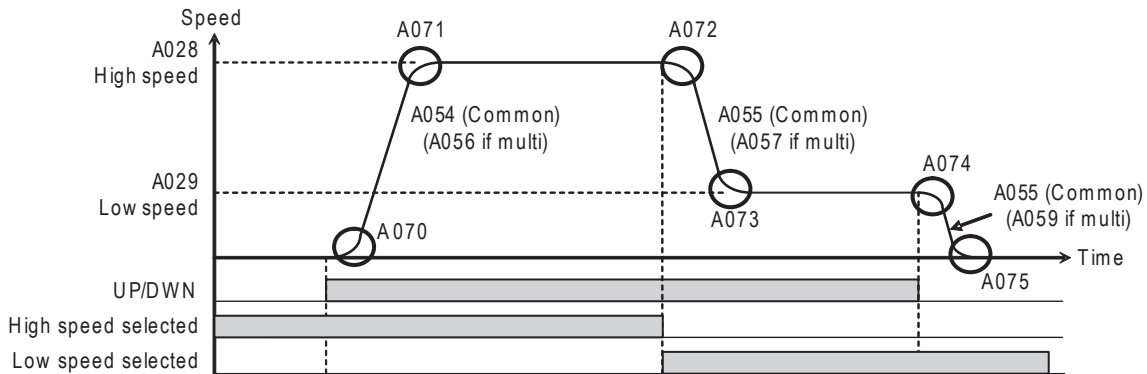 Speed
A028
High speed
A071
A072
A054 (Common)
(A056 if multi)
A055 (Common)
(A057 if multi)
A029
Low speed
A070
A073
A074
A055 (Common)
(A059 if multi)
Time
A075
UP/DWN
High speed selected
Low speed selected